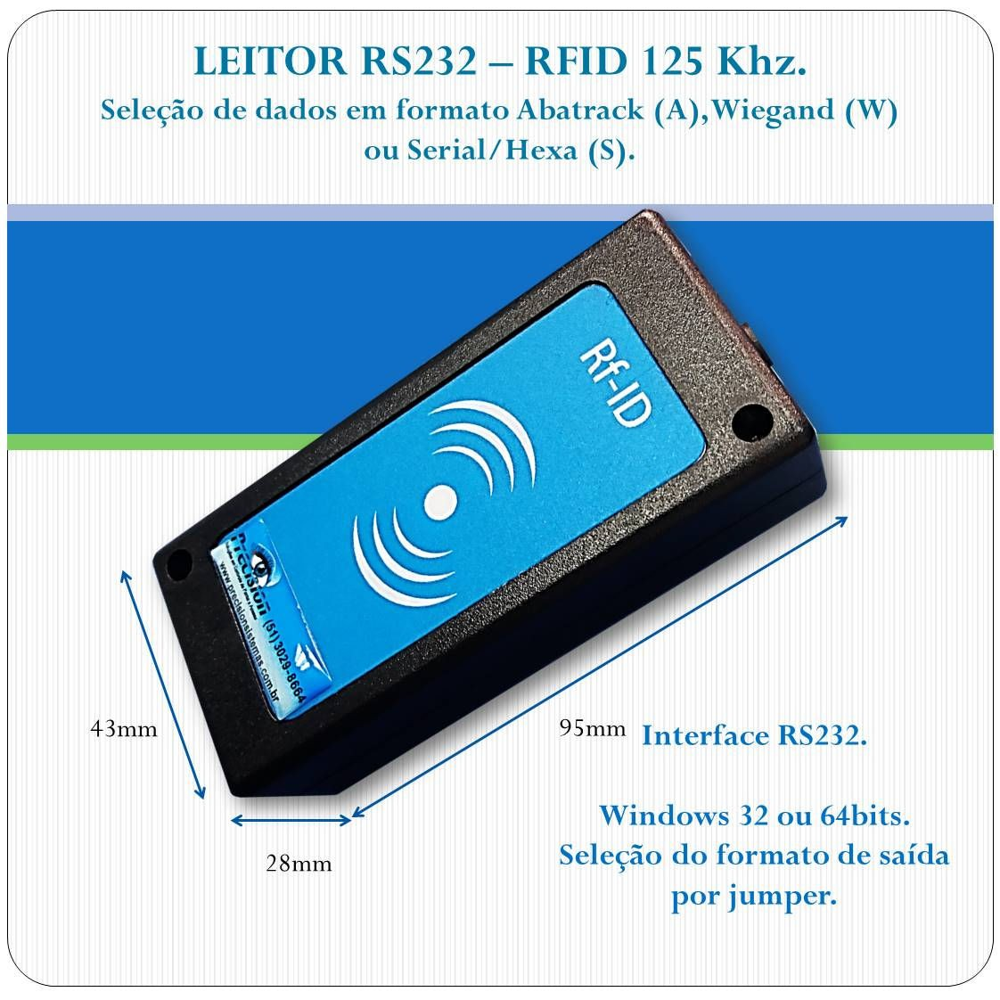 LEITOR RS232 – RFID 125 Khz.
Seleção de dados em formato Abatrack (A),Wiegand (W)
ou Serial/Hexa (S).
Rf-ID
Precision
www.precisionsistemas.com.br
(51) 3029-8664
43mm
95mm
28mm
Interface RS232.
Windows 32 ou 64bits.
Seleção do formato de saída
por jumper.